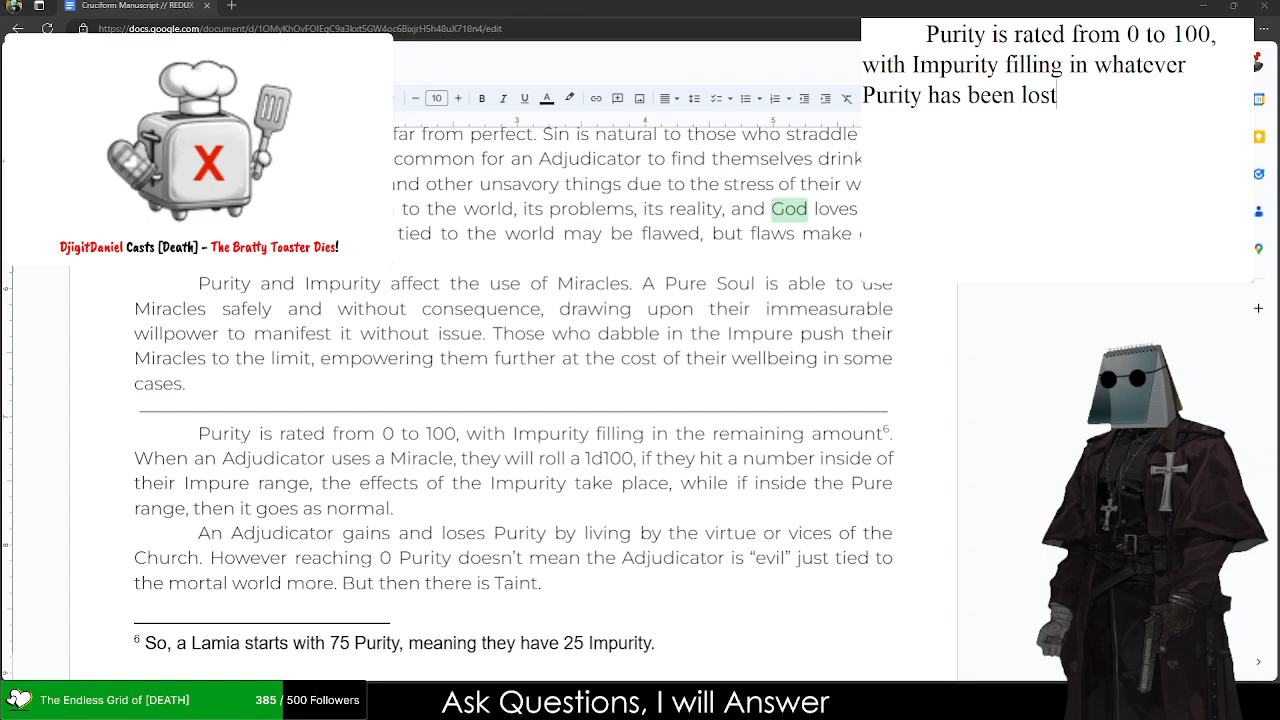 Cruciform Manuscript // REDUX
https://docs.google.com/document/d/1OMyKhOvFOlEqC9a3kxt5GW4oc6BixjrH5h48uX718n4/edit
Purity is rated from 0 to 100,
with Impurity filling in whatever
Purity has been lost
10
3 4 5
X
DjigitDaniel Casts [Death] - The Bratty Toaster Dies!
far from perfect. Sin is natural to those who straddle
common for an Adjudicator to find themselves drink
and other unsavory things due to the stress of their w
to the world, its problems, its reality, and God loves
tied to the world may be flawed, but flaws make
Purity and Impurity affect the use of Miracles. A Pure Soul is able to use
Miracles safely and without consequence, drawing upon their immeasurable
willpower to manifest it without issue. Those who dabble in the Impure push their
Miracles to the limit, empowering them further at the cost of their wellbeing in some
cases.
Purity is rated from 0 to 100, with Impurity filling in the remaining amount⁶.
When an Adjudicator uses a Miracle, they will roll a 1d100, if they hit a number inside of
their Impure range, the effects of the Impurity take place, while if inside the Pure
range, then it goes as normal.
An Adjudicator gains and loses Purity by living by the virtue or vices of the
Church. However reaching 0 Purity doesn't mean the Adjudicator is “evil” just tied to
the mortal world more. But then there is Taint.
⁶ So, a Lamia starts with 75 Purity, meaning they have 25 Impurity.
The Endless Grid of [DEATH] 385 / 500 Followers
Ask Questions, I will Answer